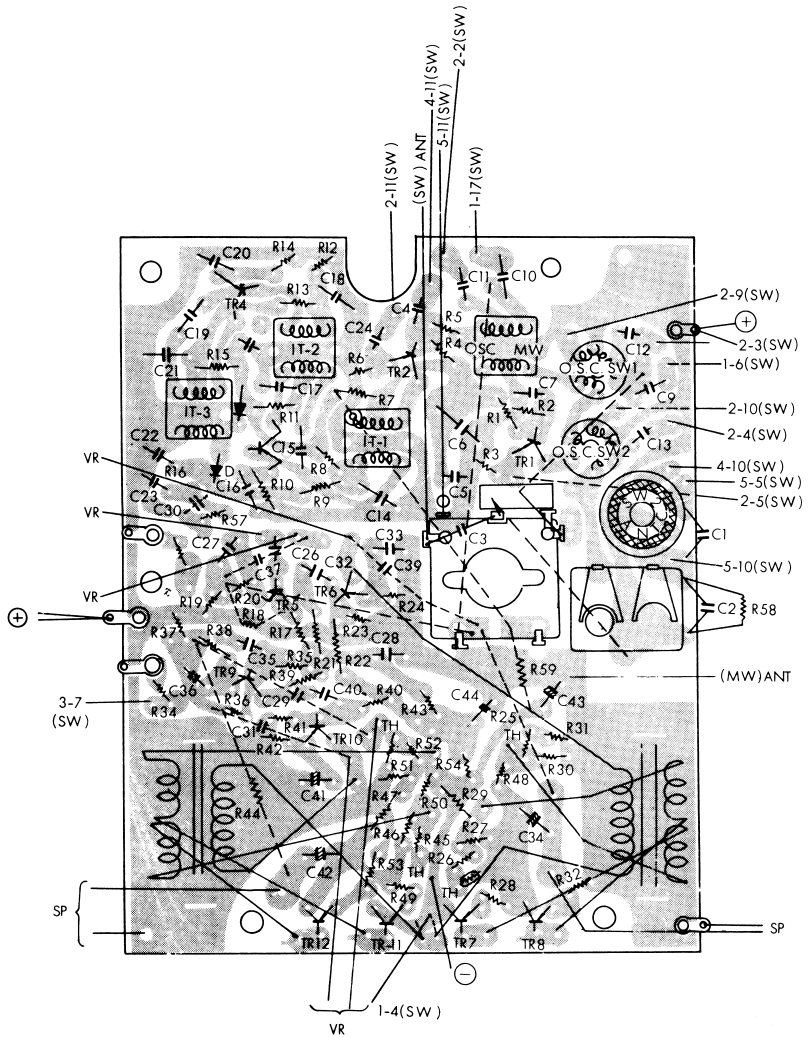 2-2(SW)
4-11(SW)
5-11(SW)
(SW) ANT
2-11(SW)
1-17(SW)
C20
R14
R12
C18
C11
C10
TR4
R13
C4
2-9(SW)
+
C19
C24
R5
C12
2-3(SW)
IT-2
R4
OSC
MW
1-6(SW)
C21
R15
R6
TR2
O.S.C.SW1
C17
R7
C7
C9
2-10(SW)
IT-3
R11
IT-1
R1
R2
2-4(SW)
C22
C15
C6
TR1
O.S.C.SW2
C13
VR
R16
D
R8
R3
4-10(SW)
C23
C16
R10
R9
C5
5-5(SW)
C30
C14
2-5(SW)
VR
R57
SW
ANT
C27
C26
C33
C3
C1
C32
C39
5-10(SW)
C37
VR
R19
R20
TR5
TR6
R24
C2
R58
+
R18
R23
R37
R38
R17
C35
R35
R21
R22
C28
TR9
R39
R59
(MW)ANT
C36
C29
C40
R40
C44
C43
3-7
(SW)
R34
R36
R43
R25
C31
R41
TH
TH
R31
R42
TR10
R52
R51
R54
R48
R30
C41
R44
R47
R50
R29
R46
R45
R27
C34
C42
R53
R26
TH
TH
R32
SP
R49
R28
TR12
TR-11
TR7
TR8
SP
−
1-4(SW)
VR